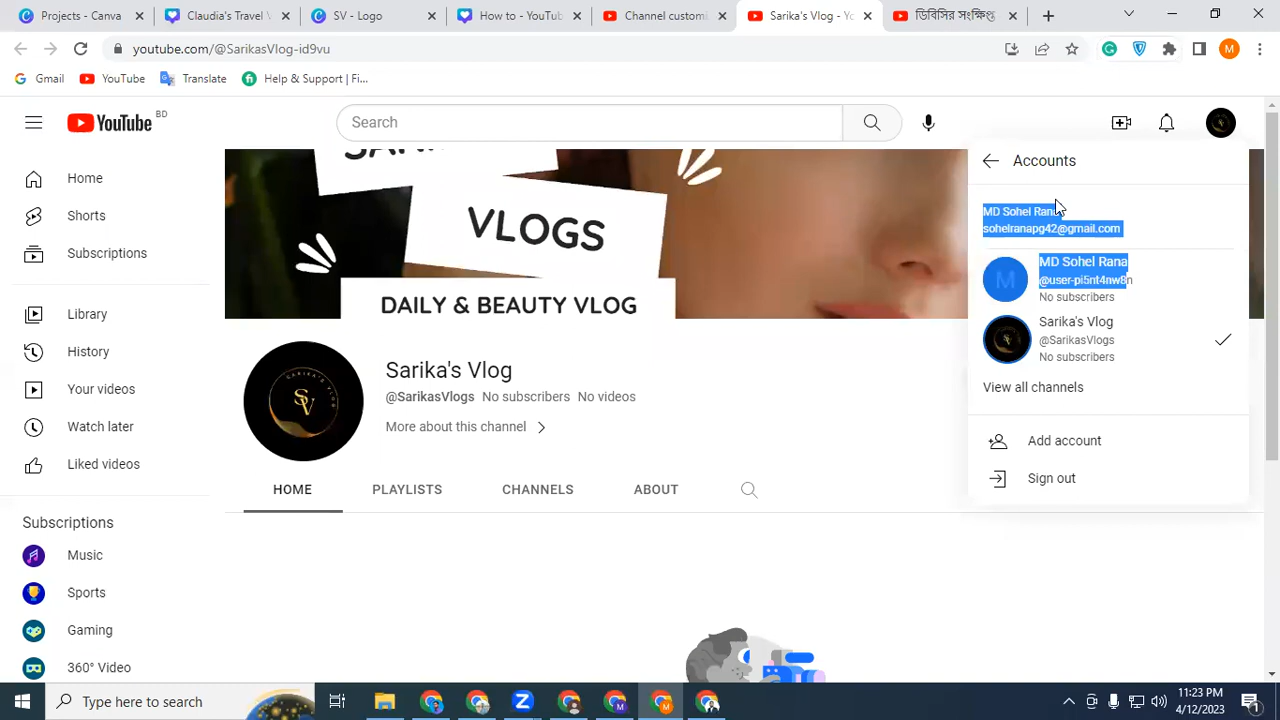 C - Home - Canva
Claudia's Travel V
SV - Logo
How to - YouTub
Channel customi
Sarika's Vlog - Yo
youtube.com/@SarikasVlog-id9vu
M
Gmail
YouTube
Translate
Help & Support | Fi...
YouTube BD
Search
Home
Shorts
Subscriptions
Library
History
Your videos
Watch later
Liked videos
Subscriptions
Music
Sports
Gaming
360° Video
VLOGS
DAILY & BEAUTY VLOG
SARIKA'S VLOG
SV
Sarika's Vlog
@SarikasVlogs No subscribers No videos
More about this channel
HOME PLAYLISTS CHANNELS ABOUT
Accounts
MD Sohel Rana
sohelranapg42@gmail.com
M
MD Sohel Rana
@user-pi5nt4nw8n
No subscribers
Sarika's Vlog
@SarikasVlogs
No subscribers
View all channels
Add account
Sign out
Type here to search
11:23 PM
4/12/2023